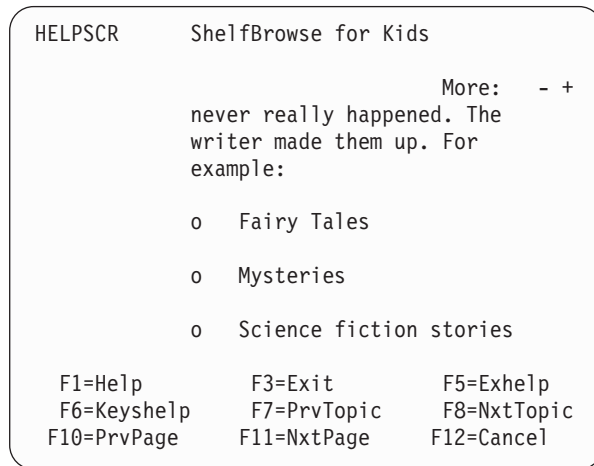 HELPSCR ShelfBrowse for Kids
More: - +
never really happened. The
writer made them up. For
example:
o Fairy Tales
o Mysteries
o Science fiction stories
F1=Help F3=Exit F5=Exhelp
F6=Keyshelp F7=PrvTopic F8=NxtTopic
F10=PrvPage F11=NxtPage F12=Cancel